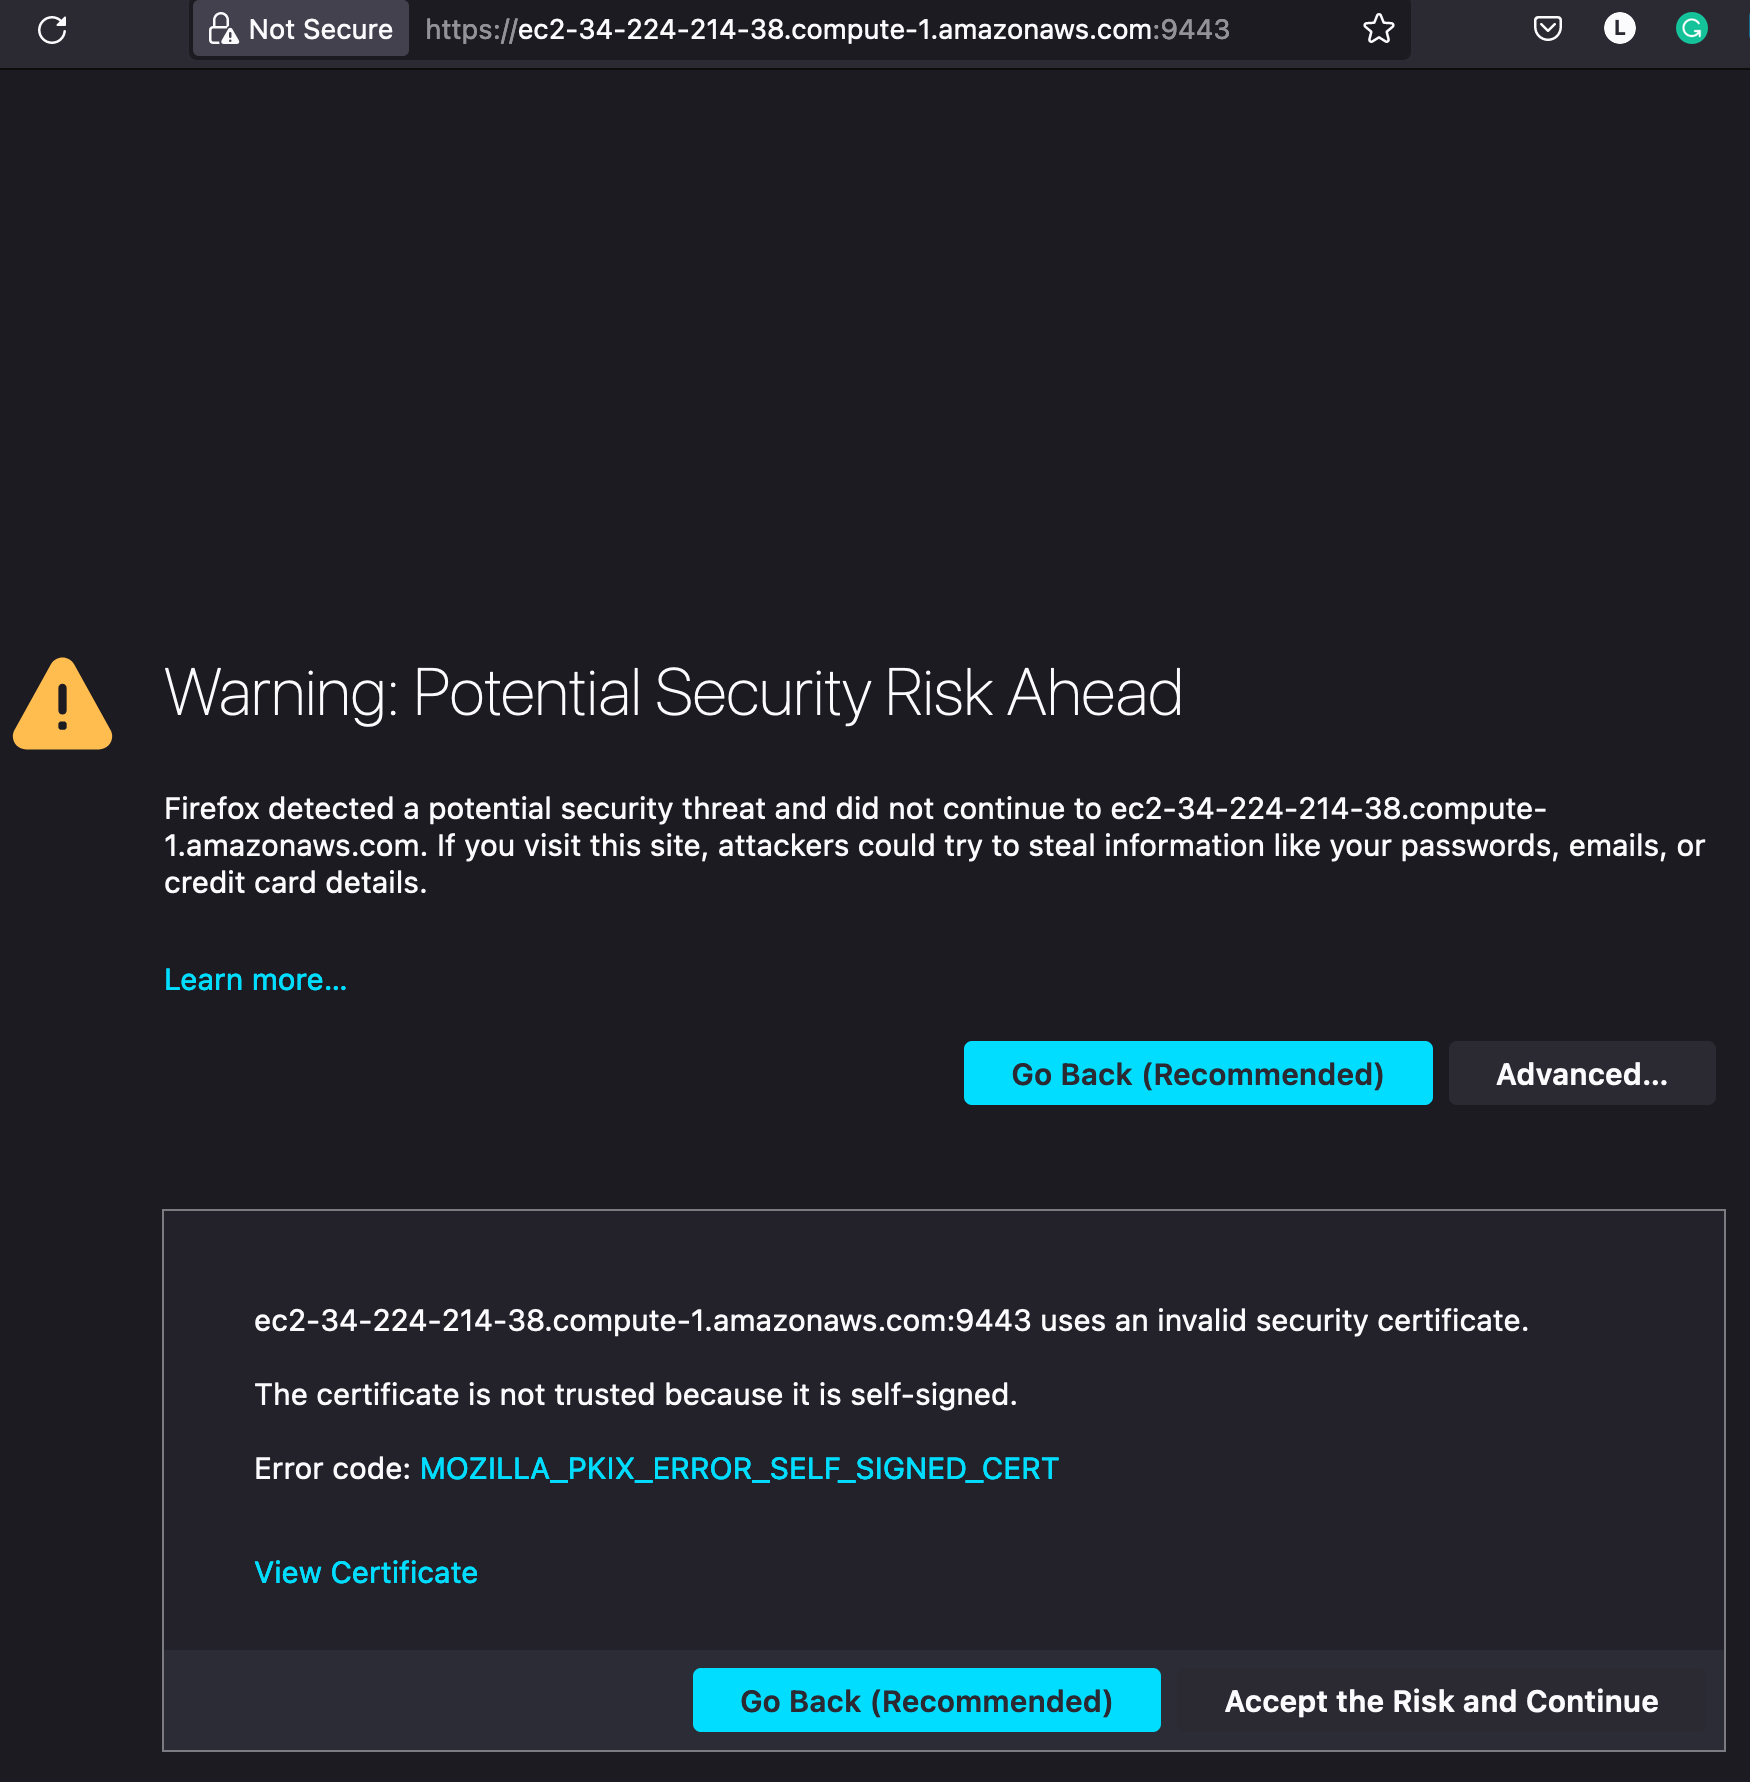 Not Secure https://ec2-34-224-214-38.compute-1.amazonaws.com:9443 L G
Warning: Potential Security Risk Ahead
Firefox detected a potential security threat and did not continue to ec2-34-224-214-38.compute-
1.amazonaws.com. If you visit this site, attackers could try to steal information like your passwords, emails, or
credit card details.
Learn more...
Go Back (Recommended) Advanced...
ec2-34-224-214-38.compute-1.amazonaws.com:9443 uses an invalid security certificate.
The certificate is not trusted because it is self-signed.
Error code: MOZILLA_PKIX_ERROR_SELF_SIGNED_CERT
View Certificate
Go Back (Recommended) Accept the Risk and Continue